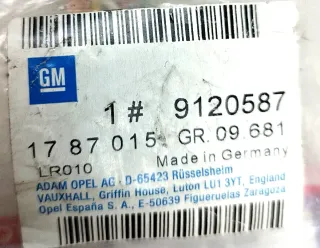 GM
1# 9120587
17 87 015 GR. 09.681
LR010 Made in Germany
ADAM OPEL AG · D-65423 Rüsselsheim
VAUXHALL, Griffin House, Luton LU1 3YT, England
Opel España S. A., E-50639 Figueruelas Zaragoza